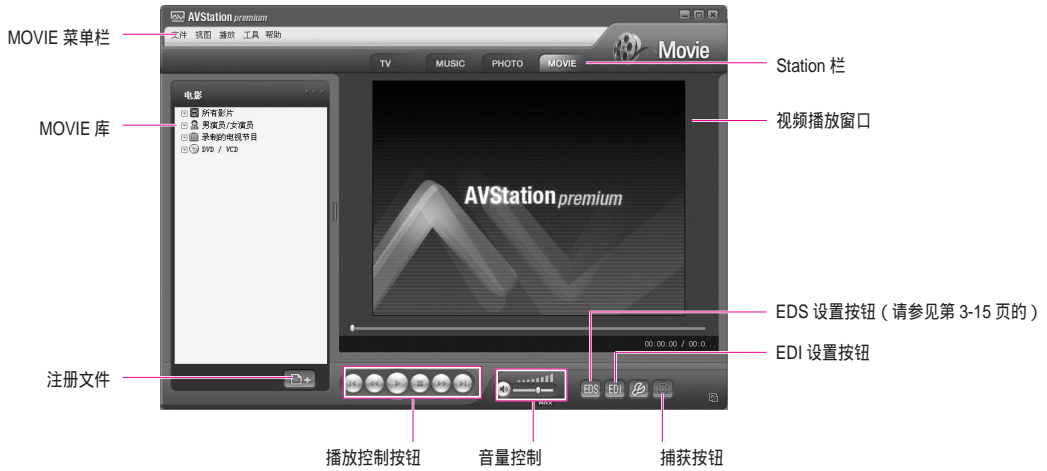 AVStation premium
文件 视图 播放 工具 帮助
MOVIE 菜单栏
Movie
TV MUSIC PHOTO MOVIE
Station 栏
电影
所有影片
男演员/女演员
录制的电视节目
DVD / VCD
MOVIE 库
视频播放窗口
AVStation premium
EDS 设置按钮 ( 请参见第 3-15 页的 )
00:00:00 / 00:0...
EDI 设置按钮
注册文件
EDS EDI
MAX
播放控制按钮
音量控制
捕获按钮